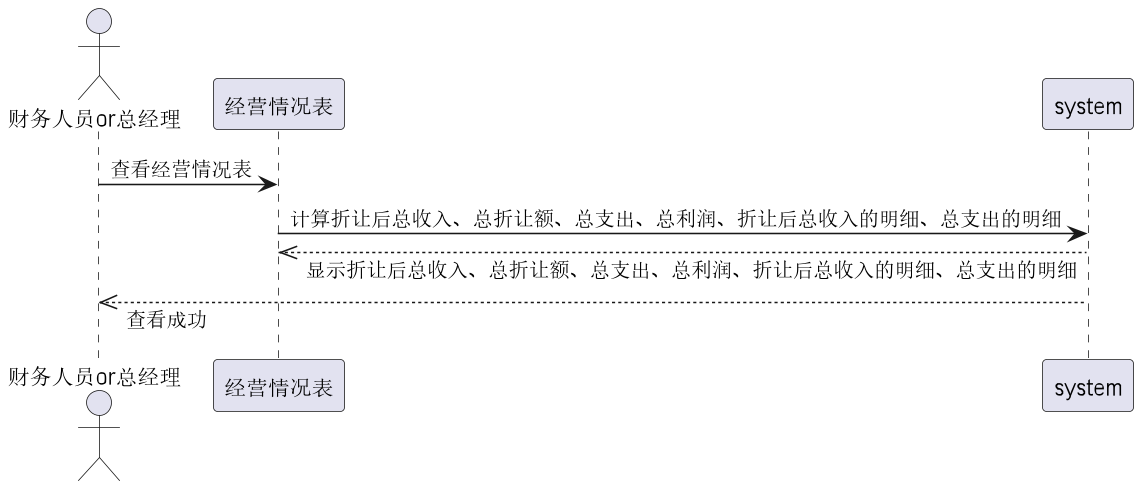 财务人员or总经理
经营情况表
system
查看经营情况表
计算折让后总收入、总折让额、总支出、总利润、折让后总收入的明细、总支出的明细
显示折让后总收入、总折让额、总支出、总利润、折让后总收入的明细、总支出的明细
查看成功
财务人员or总经理
经营情况表
system